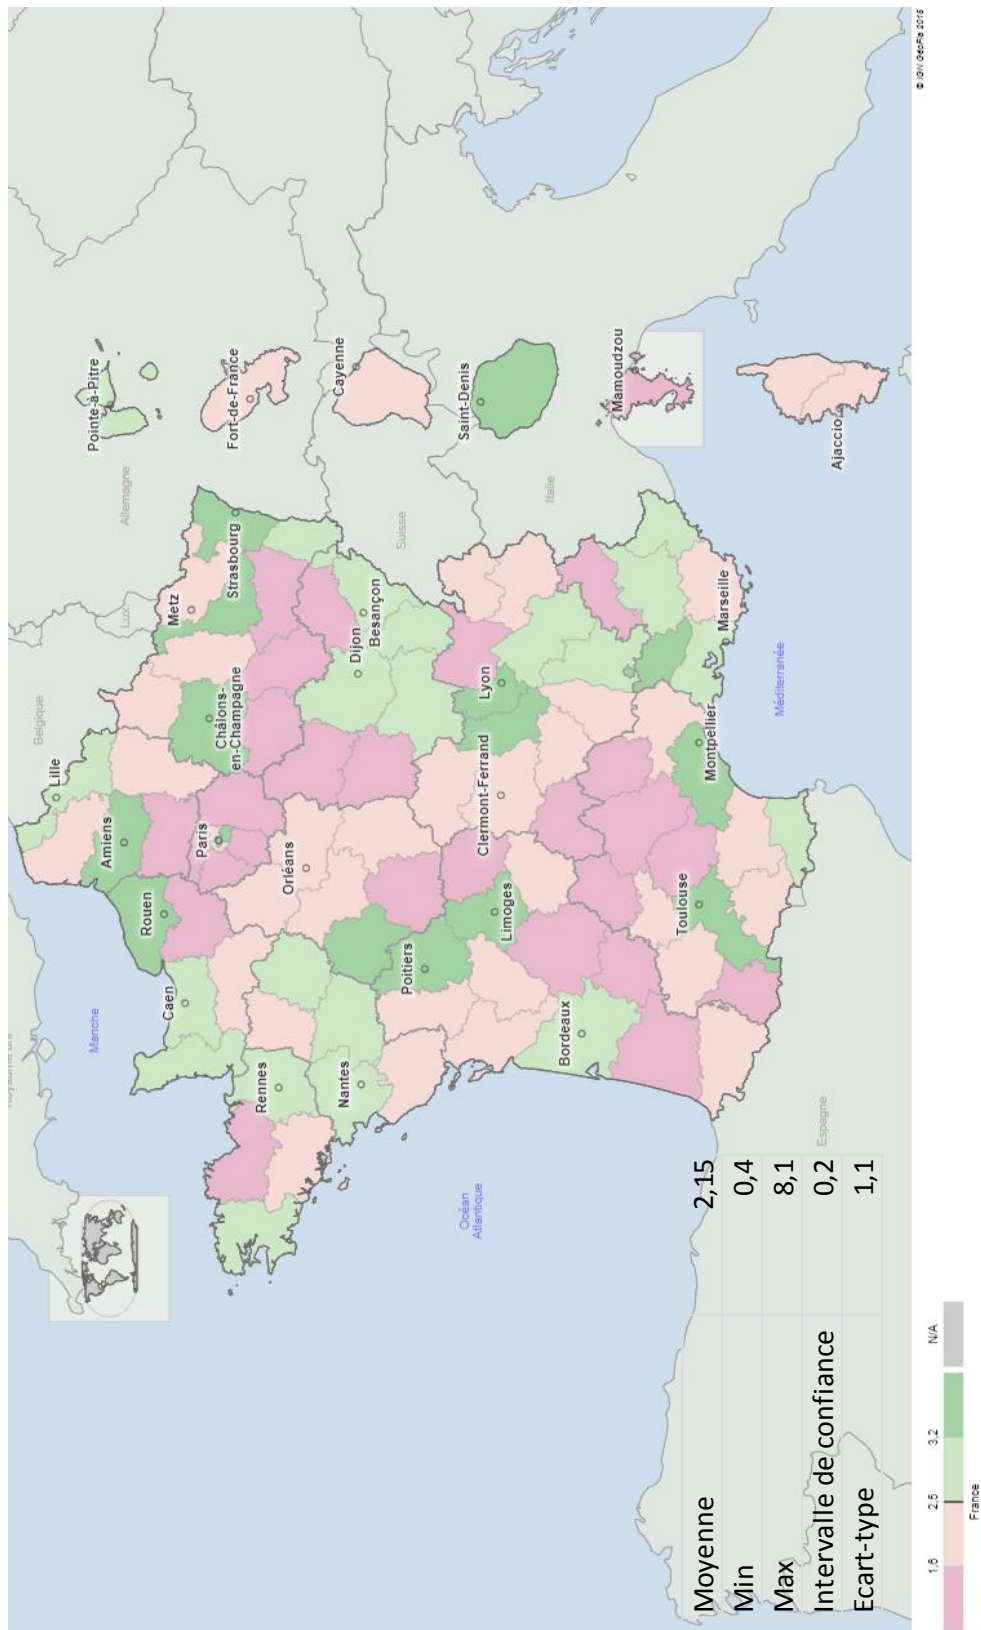 Manche
Belgique
Lux.
Allemagne
Suisse
Italie
Espagne
Océan
Atlantique
Méditerranée
Lille
Amiens
Rouen
Caen
Paris
Châlons-
en-Champagne
Metz
Strasbourg
Rennes
Nantes
Orléans
Dijon
Besançon
Poitiers
Limoges
Clermont-Ferrand
Lyon
Bordeaux
Toulouse
Montpellier
Marseille
Ajaccio
Pointe-à-Pitre
Fort-de-France
Cayenne
Saint-Denis
Mamoudzou
Moyenne 2,15
Min 0,4
Max 8,1
Intervalle de confiance 0,2
Ecart-type 1,1
1,6 2,5 3,2 N/A
France
© IGN GéoFla 2015